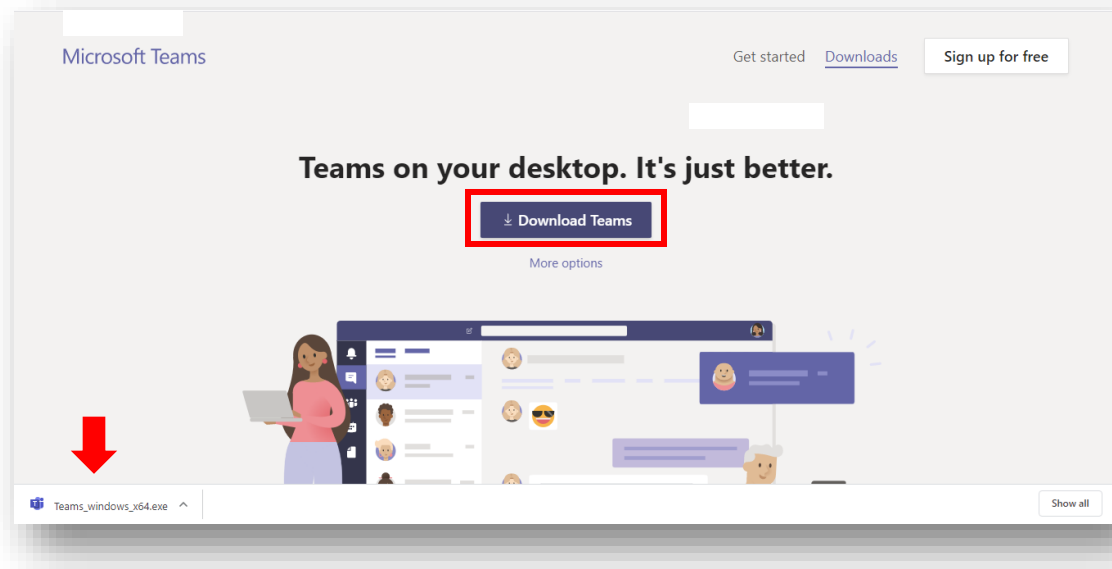 Microsoft Teams
Get started
Downloads
Sign up for free
Teams on your desktop. It's just better.
Download Teams
More options
Teams_windows_x64.exe
Show all